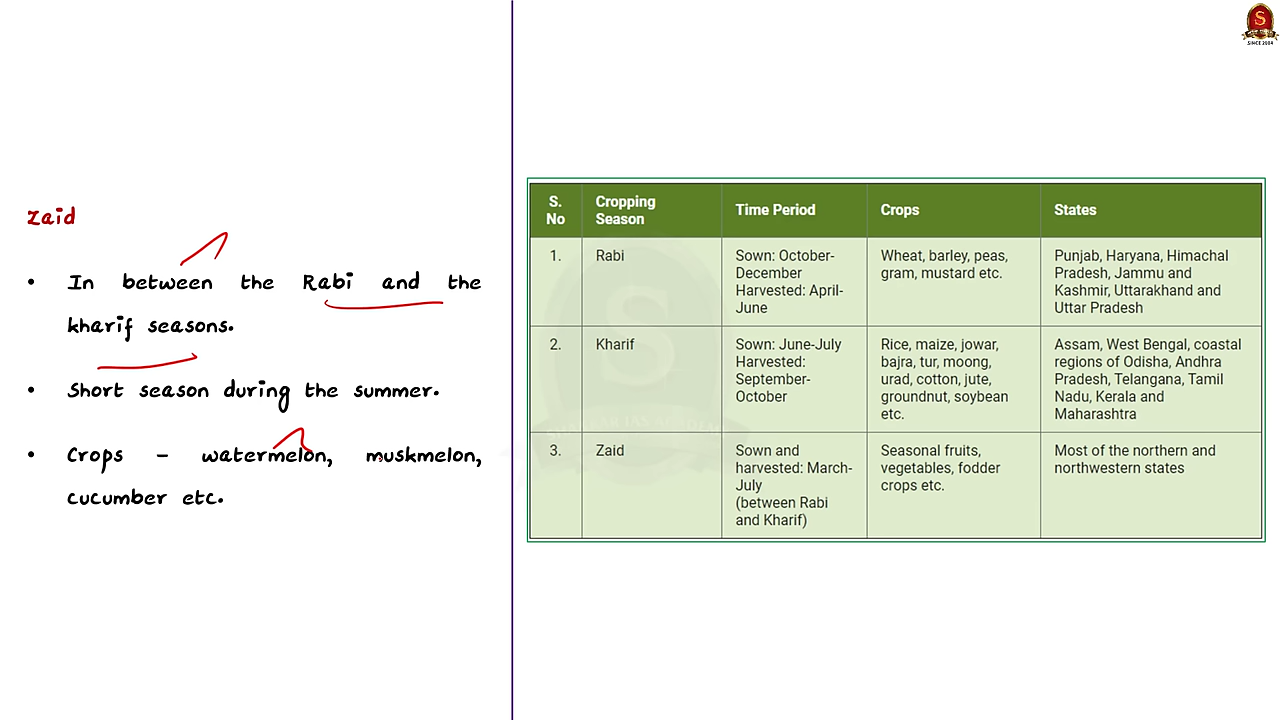 SINCE 2004
Zaid
• In between the Rabi and the
kharif seasons.
• Short season during the summer.
• Crops – watermelon, muskmelon,
cucumber etc.
S. No | Cropping Season | Time Period | Crops | States
1. | Rabi | Sown: October-December Harvested: April-June | Wheat, barley, peas, gram, mustard etc. | Punjab, Haryana, Himachal Pradesh, Jammu and Kashmir, Uttarakhand and Uttar Pradesh
2. | Kharif | Sown: June-July Harvested: September-October | Rice, maize, jowar, bajra, tur, moong, urad, cotton, jute, groundnut, soybean etc. | Assam, West Bengal, coastal regions of Odisha, Andhra Pradesh, Telangana, Tamil Nadu, Kerala and Maharashtra
3. | Zaid | Sown and harvested: March-July (between Rabi and Kharif) | Seasonal fruits, vegetables, fodder crops etc. | Most of the northern and northwestern states